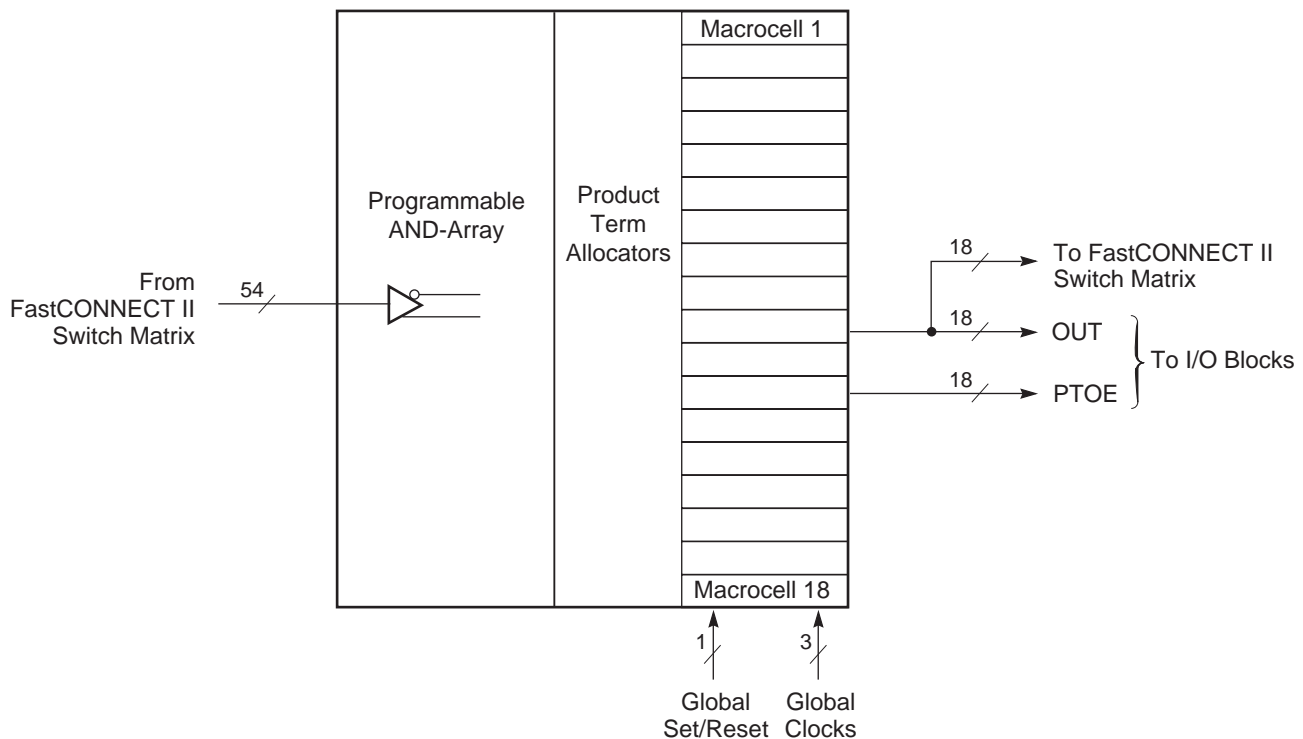 Macrocell 1
Programmable
AND-Array
Product
Term
Allocators
From
FastCONNECT II
Switch Matrix
54
18
To FastCONNECT II
Switch Matrix
18
OUT
To I/O Blocks
18
PTOE
Macrocell 18
1
3
Global
Set/Reset
Global
Clocks